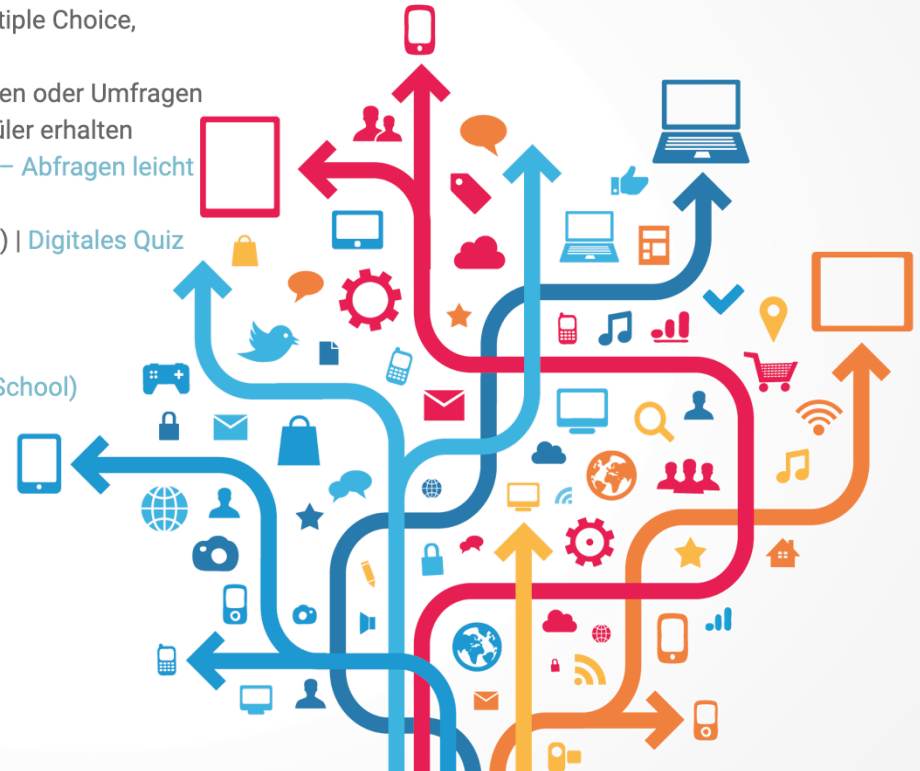 tiple Choice,
en oder Umfragen
üler erhalten
– Abfragen leicht
) | Digitales Quiz
School)